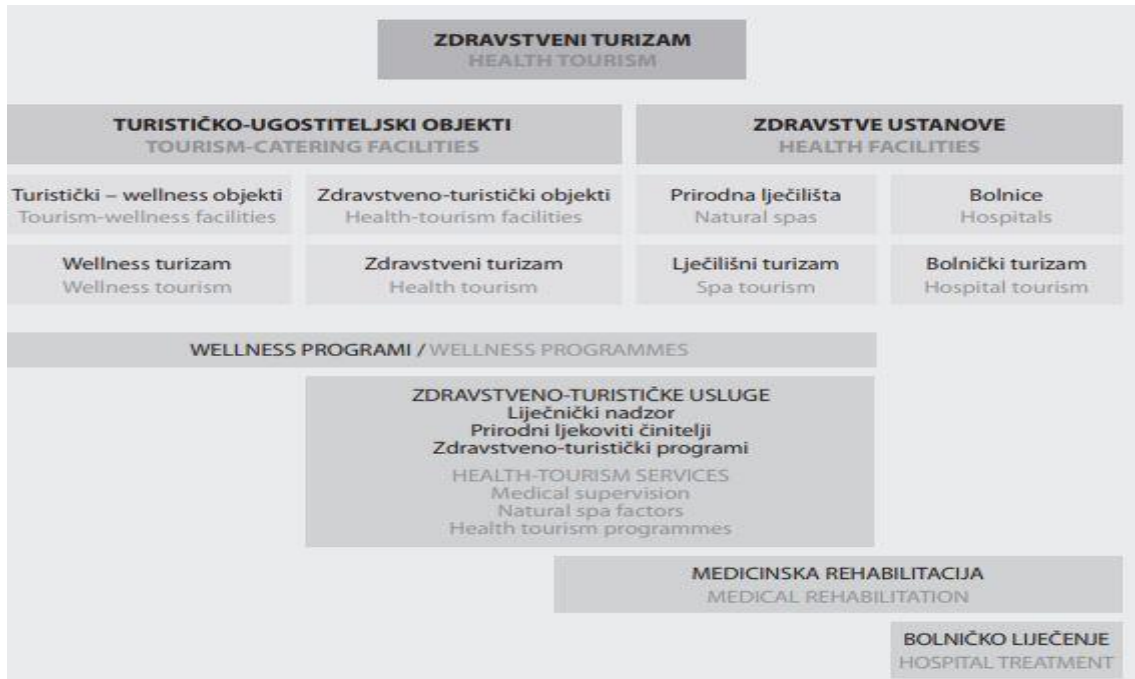 ZDRAVSTVENI TURIZAM
HEALTH TOURISM
TURISTIČKO-UGOSTITELJSKI OBJEKTI
TOURISM-CATERING FACILITIES
ZDRAVSTVE USTANOVE
HEALTH FACILITIES
Turistički – wellness objekti
Tourism-wellness facilities
Zdravstveno-turistički objekti
Health-tourism facilities
Prirodna lječilišta
Natural spas
Bolnice
Hospitals
Wellness turizam
Wellness tourism
Zdravstveni turizam
Health tourism
Lječilišni turizam
Spa tourism
Bolnički turizam
Hospital tourism
WELLNESS PROGRAMI / WELLNESS PROGRAMMES
ZDRAVSTVENO-TURISTIČKE USLUGE
Liječnički nadzor
Prirodni ljekoviti činitelji
Zdravstveno-turistički programi
HEALTH-TOURISM SERVICES
Medical supervision
Natural spa factors
Health tourism programmes
MEDICINSKA REHABILITACIJA
MEDICAL REHABILITATION
BOLNIČKO LIJEČENJE
HOSPITAL TREATMENT